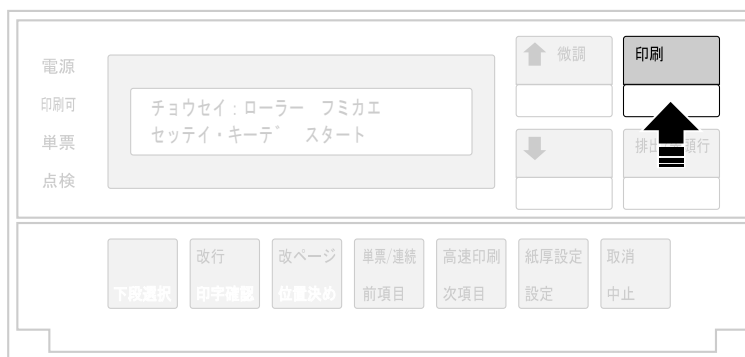 電源
印刷可
単票
点検
チョウセイ:ローラー フミカエ
セッテイ・キーデ゛ スタート
微調
印刷
排出
頭行
改行
改ページ
単票/連続
高速印刷
紙厚設定
取消
下段選択
印字確認
位置決め
前項目
次項目
設定
中止